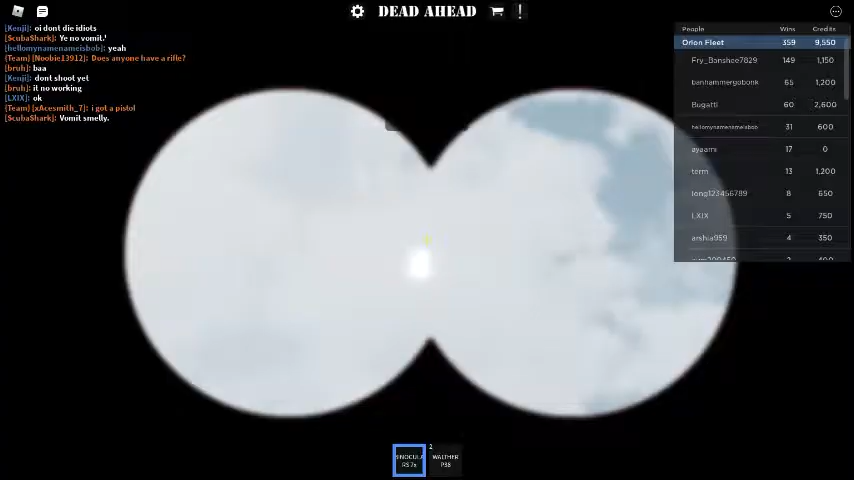 DEAD AHEAD
[Kenji]: oi dont die idiots
[ScubaShark]: Ye no vomit.'
[hellomynamenameisbob]: yeah
{Team} [Noobie13912]: Does anyone have a rifle?
[bruh]: baa
[Kenji]: dont shoot yet
[bruh]: it no working
[LXIX]: ok
{Team} [xAcesmith_7]: i got a pistol
[ScubaShark]: Vomit smelly.
People Wins Credits
Orion Fleet 359 9,550
Fry_Banshee7829 149 1,150
banhammergobonk 65 1,200
Bugatti 60 2,600
hellomynamenameisbob 31 600
17 0
term 13 1,200
long123456789 8 650
LXIX 5 750
arshia959 4 350
2
WALTHER
RS 7x P38